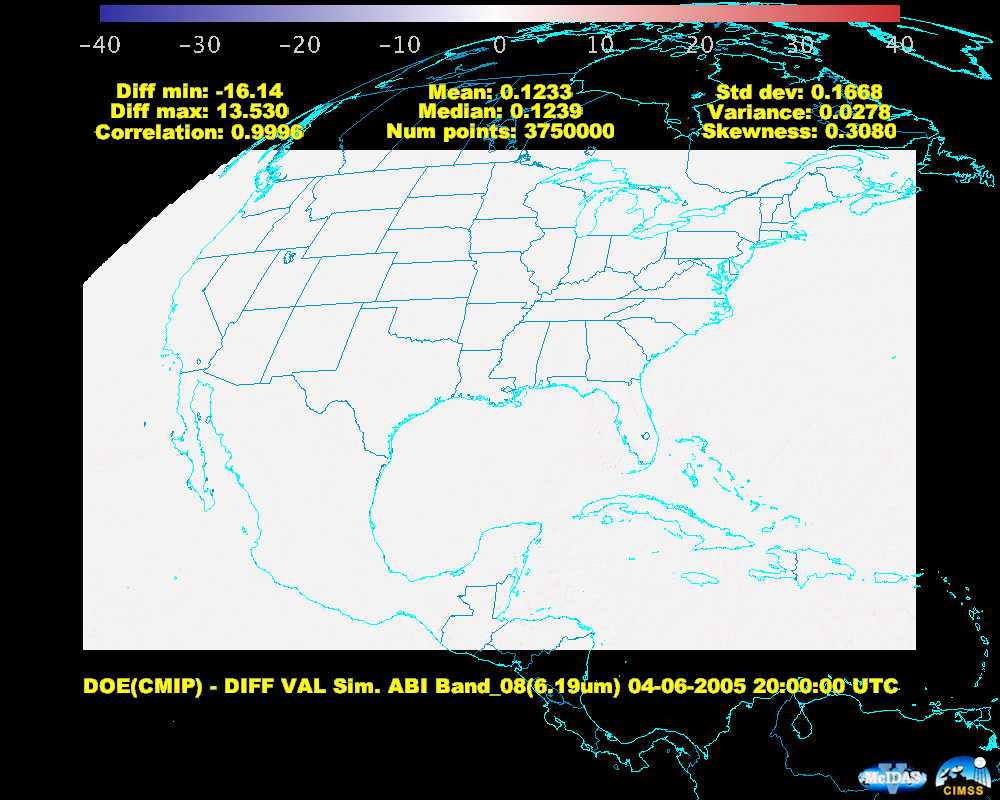 -40 -30 -20 -10 0 10 20 30 40
Diff min: -16.14 Mean: 0.1233 Std dev: 0.1668
Diff max: 13.530 Median: 0.1239 Variance: 0.0278
Correlation: 0.9996 Num points: 3750000 Skewness: 0.3080
DOE(CMIP) - DIFF VAL Sim. ABI Band_08(6.19um) 04-06-2005 20:00:00 UTC
V
McIDAS
CIMSS